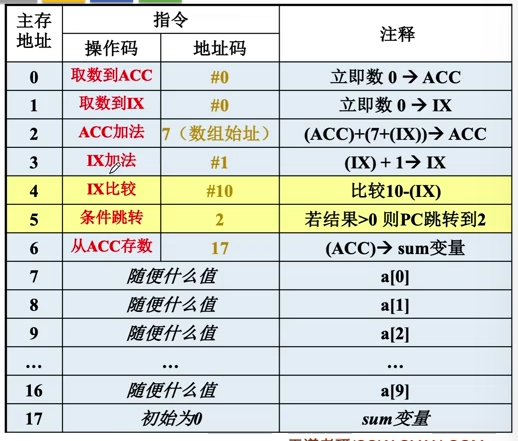 主存地址 指令 注释
操作码 地址码
0 取数到ACC #0 立即数 0 → ACC
1 取数到IX #0 立即数 0 → IX
2 ACC加法 7（数组始址） (ACC)+(7+(IX))→ ACC
3 IX加法 #1 (IX) + 1→ IX
4 IX比较 #10 比较10-(IX)
5 条件跳转 2 若结果>0 则PC跳转到2
6 从ACC存数 17 (ACC)→ sum变量
7 随便什么值 a[0]
8 随便什么值 a[1]
9 随便什么值 a[2]
... ... ...
16 随便什么值 a[9]
17 初始为0 sum变量